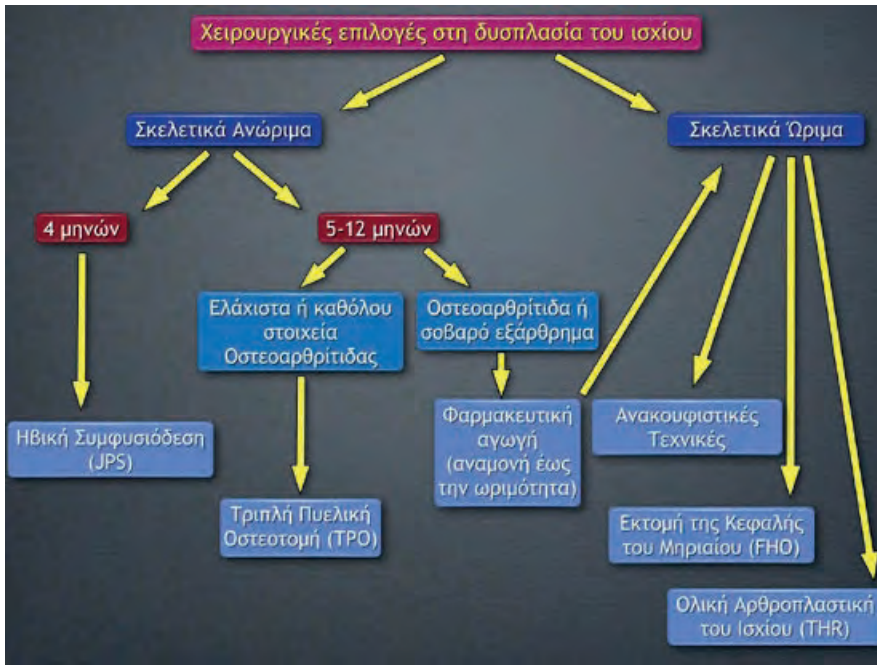 Χειρουργικές επιλογές στη δυσπλασία του ισχίου
Σκελετικά Ανώριμα
Σκελετικά Ώριμα
4 μηνών
5-12 μηνών
Ελάχιστα ή καθόλου
στοιχεία
Οστεοαρθρίτιδας
Οστεοαρθρίτιδα ή
σοβαρό εξάρθρημα
Ηβική Συμφυσιόδεση
(JPS)
Φαρμακευτική
αγωγή
(αναμονή έως
την ωριμότητα)
Ανακουφιστικές
Τεχνικές
Τριπλή Πυελική
Οστεοτομή (TPO)
Εκτομή της Κεφαλής
του Μηριαίου (FHO)
Ολική Αρθροπλαστική
του Ισχίου (THR)